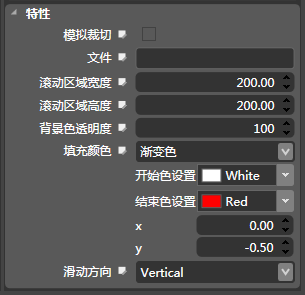 特性
模拟裁切
文件
滚动区域宽度 200.00
滚动区域高度 200.00
背景色透明度 100
填充颜色 渐变色
开始色设置 White
结束色设置 Red
x 0.00
y -0.50
滑动方向 Vertical